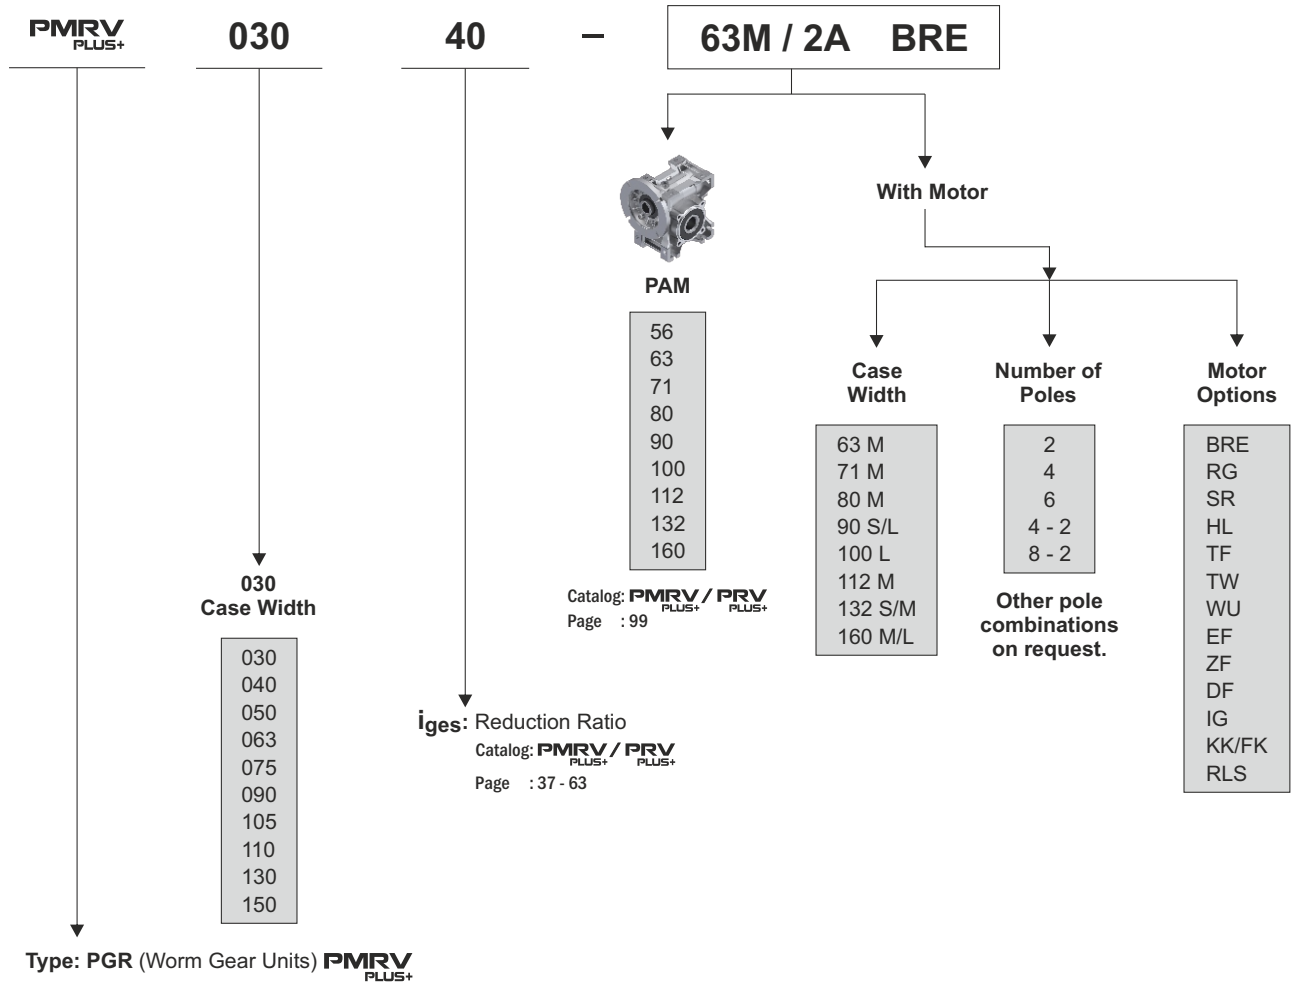 PMRV PLUS+ 030 40 – 63M / 2A BRE
With Motor
PAM
56
63
71
80
90
100
112
132
160
Catalog: PMRV PLUS+ / PRV PLUS+
Page : 99
Case
Width
63 M
71 M
80 M
90 S/L
100 L
112 M
132 S/M
160 M/L
Number of
Poles
2
4
6
4 - 2
8 - 2
Other pole
combinations
on request.
Motor
Options
BRE
RG
SR
HL
TF
TW
WU
EF
ZF
DF
IG
KK/FK
RLS
030
Case Width
030
040
050
063
075
090
105
110
130
150
iges: Reduction Ratio
Catalog: PMRV PLUS+ / PRV PLUS+
Page : 37 - 63
Type: PGR (Worm Gear Units) PMRV PLUS+